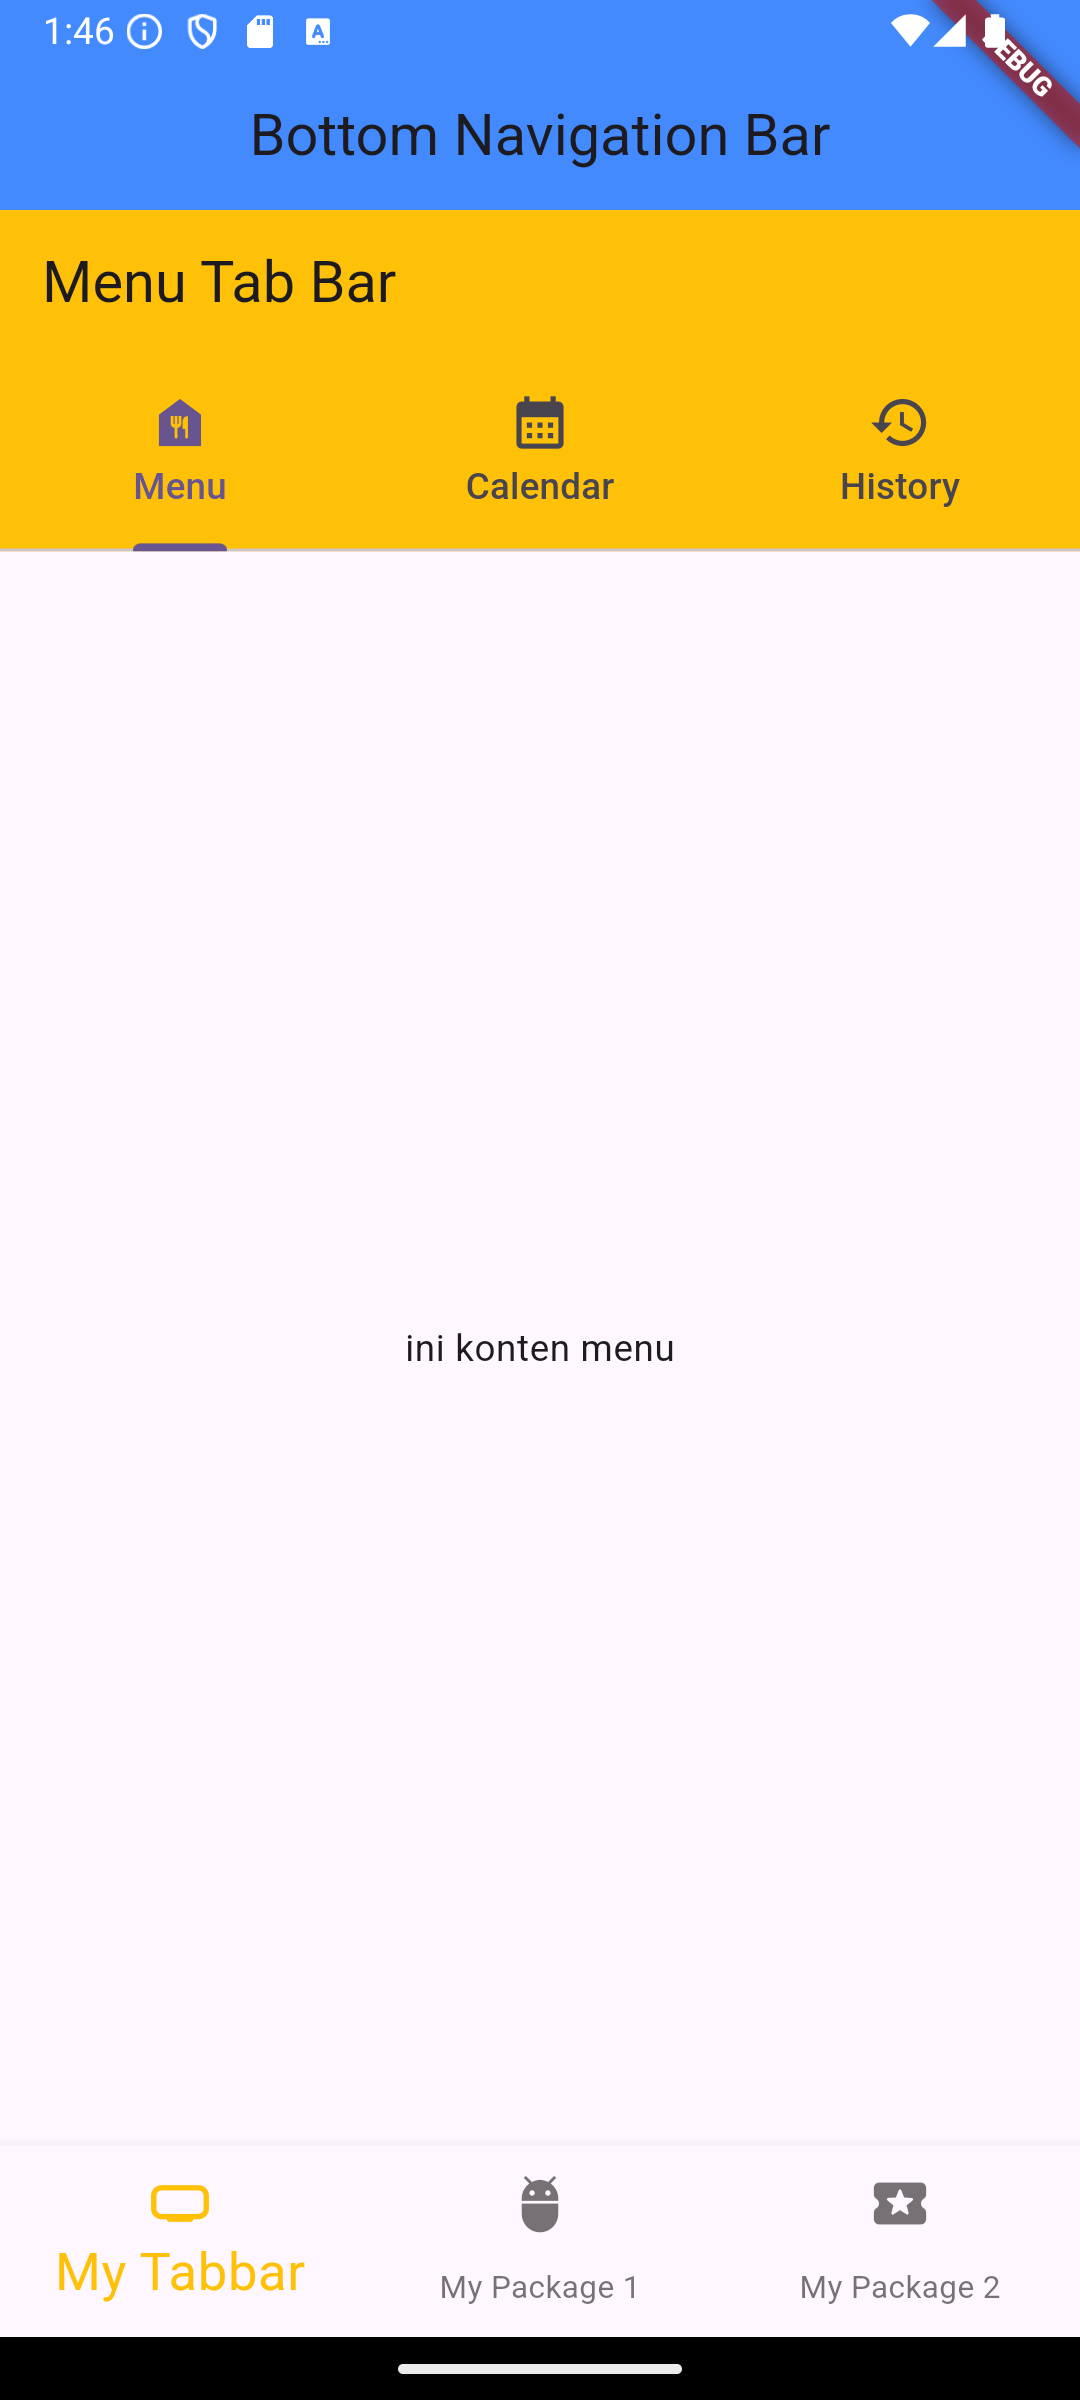 1:46
EBUG
Bottom Navigation Bar
Menu Tab Bar
Menu
Calendar
History
ini konten menu
My Tabbar
My Package 1
My Package 2